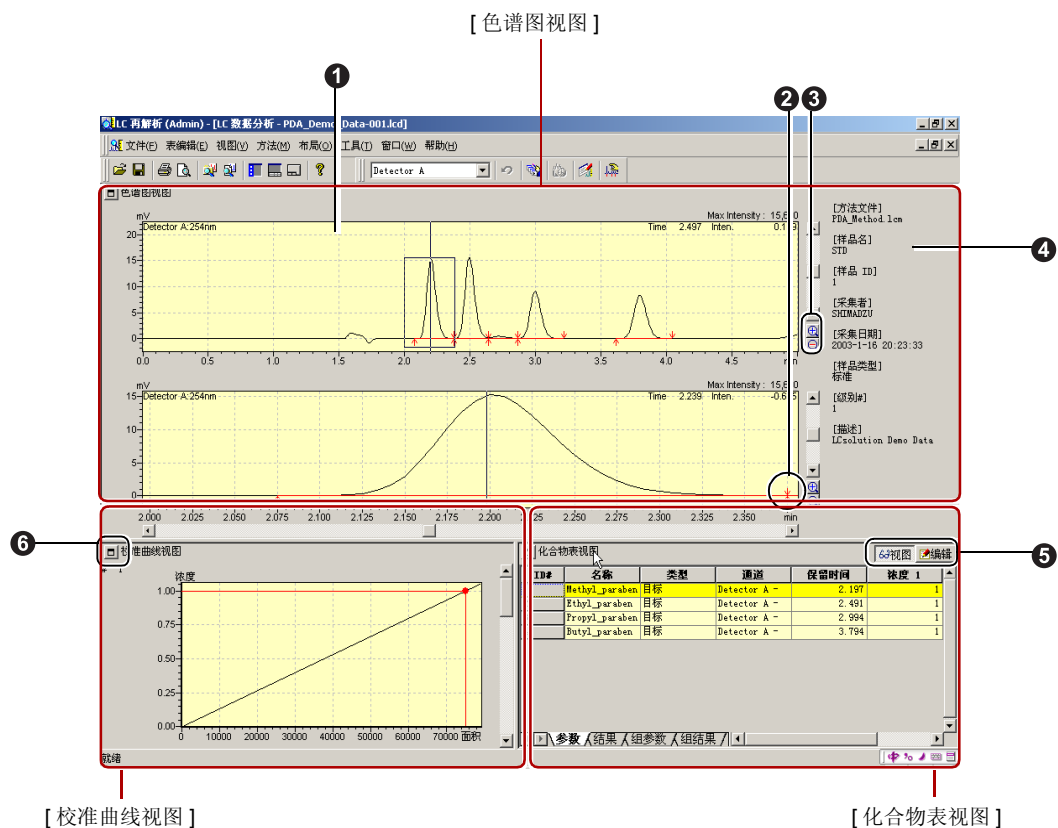 [ 色谱图视图 ]
1
2 3
LC 再解析 (Admin) - [LC 数据分析 - PDA_Demo_Data-001.lcd]
文件(F) 表编辑(E) 视图(V) 方法(M) 布局(O) 工具(T) 窗口(W) 帮助(H)
Detector A
色谱图视图
mV
Detector A:254nm
Max Intensity : 15,6
Time 2.497 Inten.
20
15
10
5
0
0.0 0.5 1.0 1.5 2.0 2.5 3.0 3.5 4.0 4.5
[方法文件]
PDA_Method.lcm
[样品名]
STD
[样品 ID]
1
[采集者]
SHIMADZU
[采集日期]
2003-1-16 20:23:33
[样品类型]
标准
[级别#]
1
[描述]
LCsolution Demo Data
4
mV
Detector A:254nm
Max Intensity :
Time 2.239 Inten.
15
10
5
0
2.000 2.025 2.050 2.075 2.100 2.125 2.150 2.175 2.200 25 2.250 2.275 2.300 2.325 2.350 min
6
校准曲线视图
# 1
浓度
1.00
0.75
0.50
0.25
0.00
0 10000 20000 30000 40000 50000 60000 70000 面积
化合物表视图
视图 编辑
5
ID# 名称 类型 通道 保留时间 浓度 1
Methyl_paraben 目标 Detector A - 2.197 1
Ethyl_paraben 目标 Detector A - 2.491 1
Propyl_paraben 目标 Detector A - 2.994 1
Butyl_paraben 目标 Detector A - 3.794 1
参数 结果 组参数 组结果
就绪
中
[ 校准曲线视图 ]
[ 化合物表视图 ]